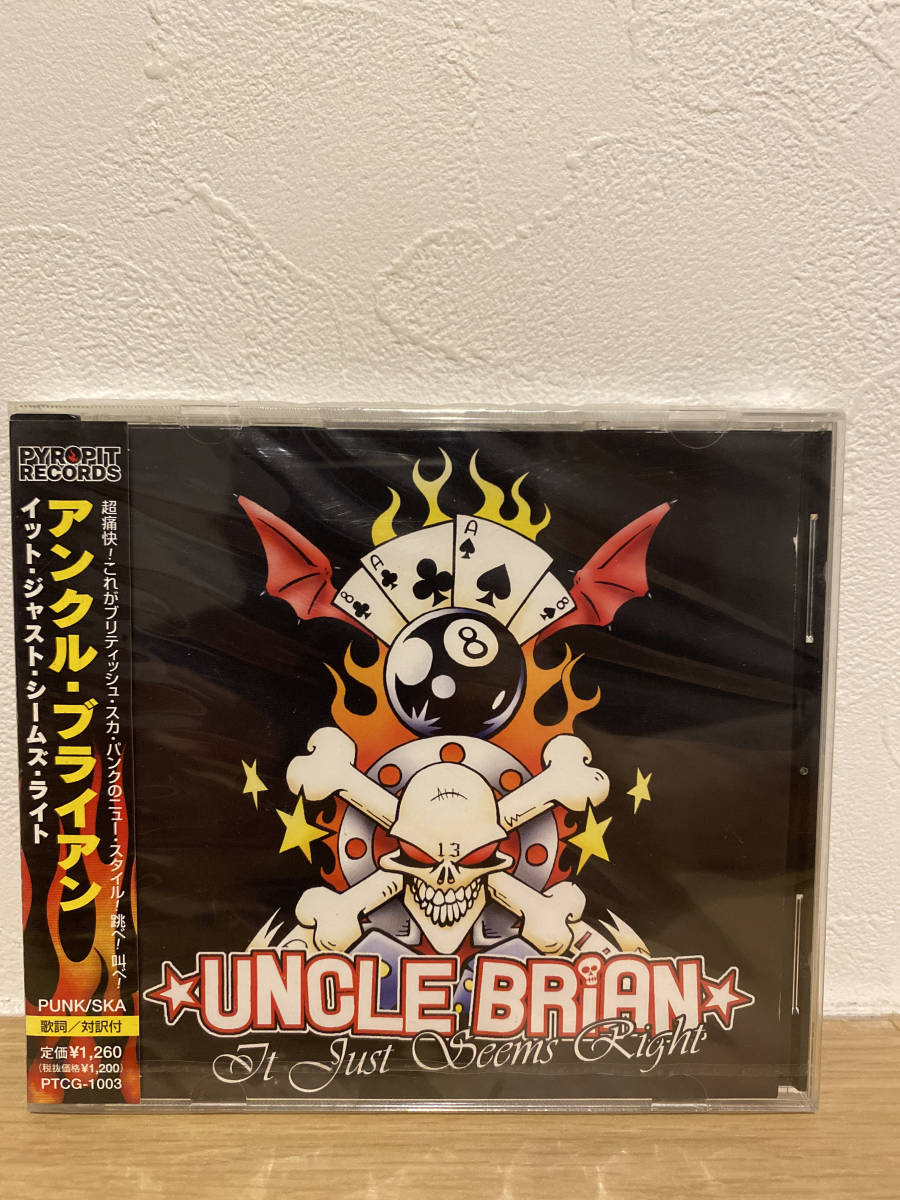 PYROPIT
RECORDS
アンクル・ブライアン
イット・ジャスト・シームズ・ライト
超痛快!これがブリティッシュ・スカ・パンクのニュー・スタイル!跳べ!叫べ!
PUNK/SKA
歌詞/対訳付
定価¥1,260
(税抜価格¥1,200)
PTCG-1003
8
A
A
8
8
13
UNCLE BRiAN
It Just Seems Right